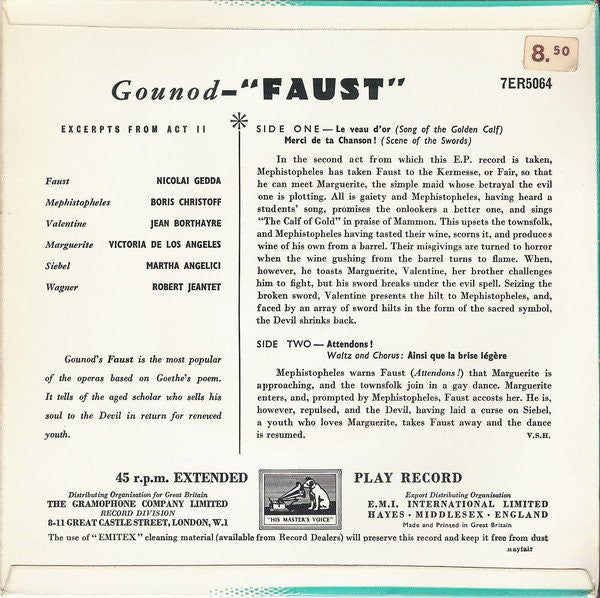 8.50
7ER5064
Gounod–"FAUST"
EXCERPTS FROM ACT II
Faust NICOLAI GEDDA
Mephistopheles BORIS CHRISTOFF
Valentine JEAN BORTHAYRE
Marguerite VICTORIA DE LOS ANGELES
Siebel MARTHA ANGELICI
Wagner ROBERT JEANTET
Gounod's Faust is the most popular
of the operas based on Goethe's poem.
It tells of the aged scholar who sells his
soul to the Devil in return for renewed
youth.
SIDE ONE — Le veau d'or (Song of the Golden Calf)
Merci de ta Chanson! (Scene of the Swords)
In the second act from which this E.P. record is taken,
Mephistopheles has taken Faust to the Kermesse, or Fair, so
that he can meet Marguerite, the simple maid whose betrayal the evil
one is plotting. All is gaiety and Mephistopheles, having heard a
students' song, promises the onlookers a better one, and sings
"The Calf of Gold" in praise of Mammon. This upsets the townsfolk,
and Mephistopheles having tasted their wine, scorns it, and produces
wine of his own from a barrel. Their misgivings are turned to horror
when the wine gushing from the barrel turns to flame. When,
however, he toasts Marguerite, Valentine, her brother challenges
him to fight, but his sword breaks under the evil spell. Seizing the
broken sword, Valentine presents the hilt to Mephistopheles, and,
faced by an array of sword hilts in the form of the sacred symbol,
the Devil shrinks back.
SIDE TWO — Attendons!
Waltz and Chorus: Ainsi que la brise légère
Mephistopheles warns Faust (Attendons!) that Marguerite is
approaching, and the townsfolk join in a gay dance. Marguerite
enters, and, prompted by Mephistopheles, Faust accosts her. He is,
however, repulsed, and the Devil, having laid a curse on Siebel,
a youth who loves Marguerite, takes Faust away and the dance
is resumed. V.S.H.
45 r.p.m. EXTENDED PLAY RECORD
Distributing Organisation for Great Britain
THE GRAMOPHONE COMPANY LIMITED
RECORD DIVISION
8-11 GREAT CASTLE STREET, LONDON, W.1
"HIS MASTER'S VOICE"
Export Distributing Organisation
E.M.I. INTERNATIONAL LIMITED
HAYES · MIDDLESEX · ENGLAND
Made and Printed in Great Britain
The use of "EMITEX" cleaning material (available from Record Dealers) will preserve this record and keep it free from dust
Mayfair